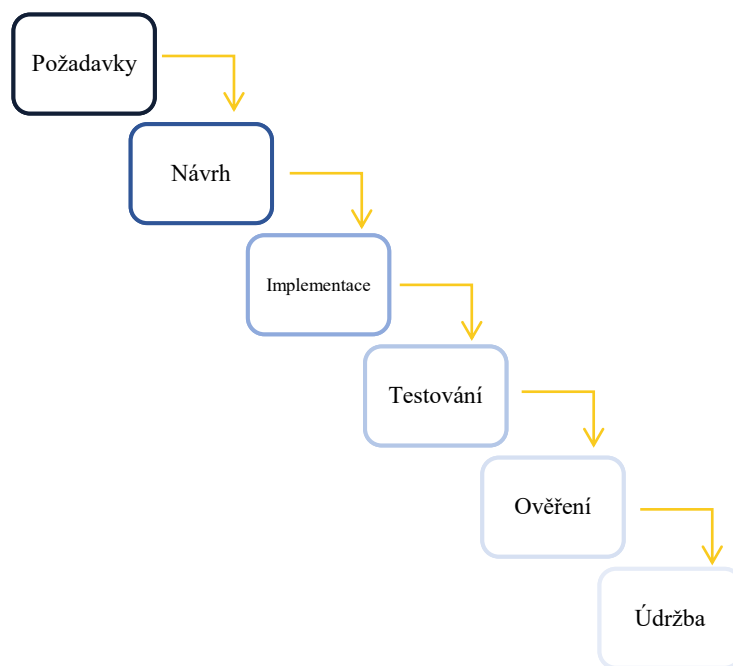 Požadavky
Návrh
Implementace
Testování
Ověření
Údržba